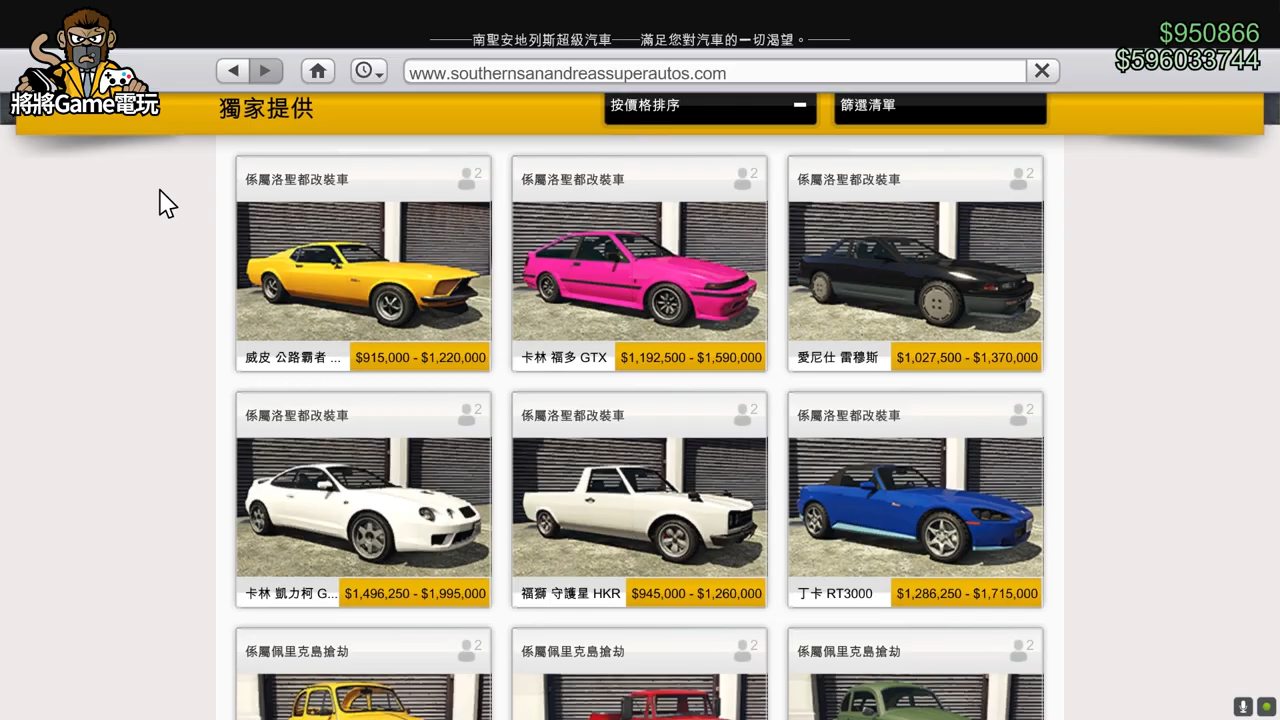 南聖安地列斯超級汽車——滿足您對汽車的一切渴望。
$950866
$596033744
將將Game電玩
www.southernsanandreassuperautos.com
獨家提供
按價格排序
篩選清單
係屬洛聖都改裝車 2
係屬洛聖都改裝車 2
係屬洛聖都改裝車 2
威皮 公路霸者 ... $915,000 - $1,220,000
卡林 福多 GTX $1,192,500 - $1,590,000
愛尼仕 雷穆斯 $1,027,500 - $1,370,000
係屬洛聖都改裝車 2
係屬洛聖都改裝車 2
係屬洛聖都改裝車 2
卡林 凱力柯 G... $1,496,250 - $1,995,000
福獅 守護星 HKR $945,000 - $1,260,000
丁卡 RT3000 $1,286,250 - $1,715,000
係屬佩里克島搶劫 2
係屬佩里克島搶劫 2
係屬佩里克島搶劫 2